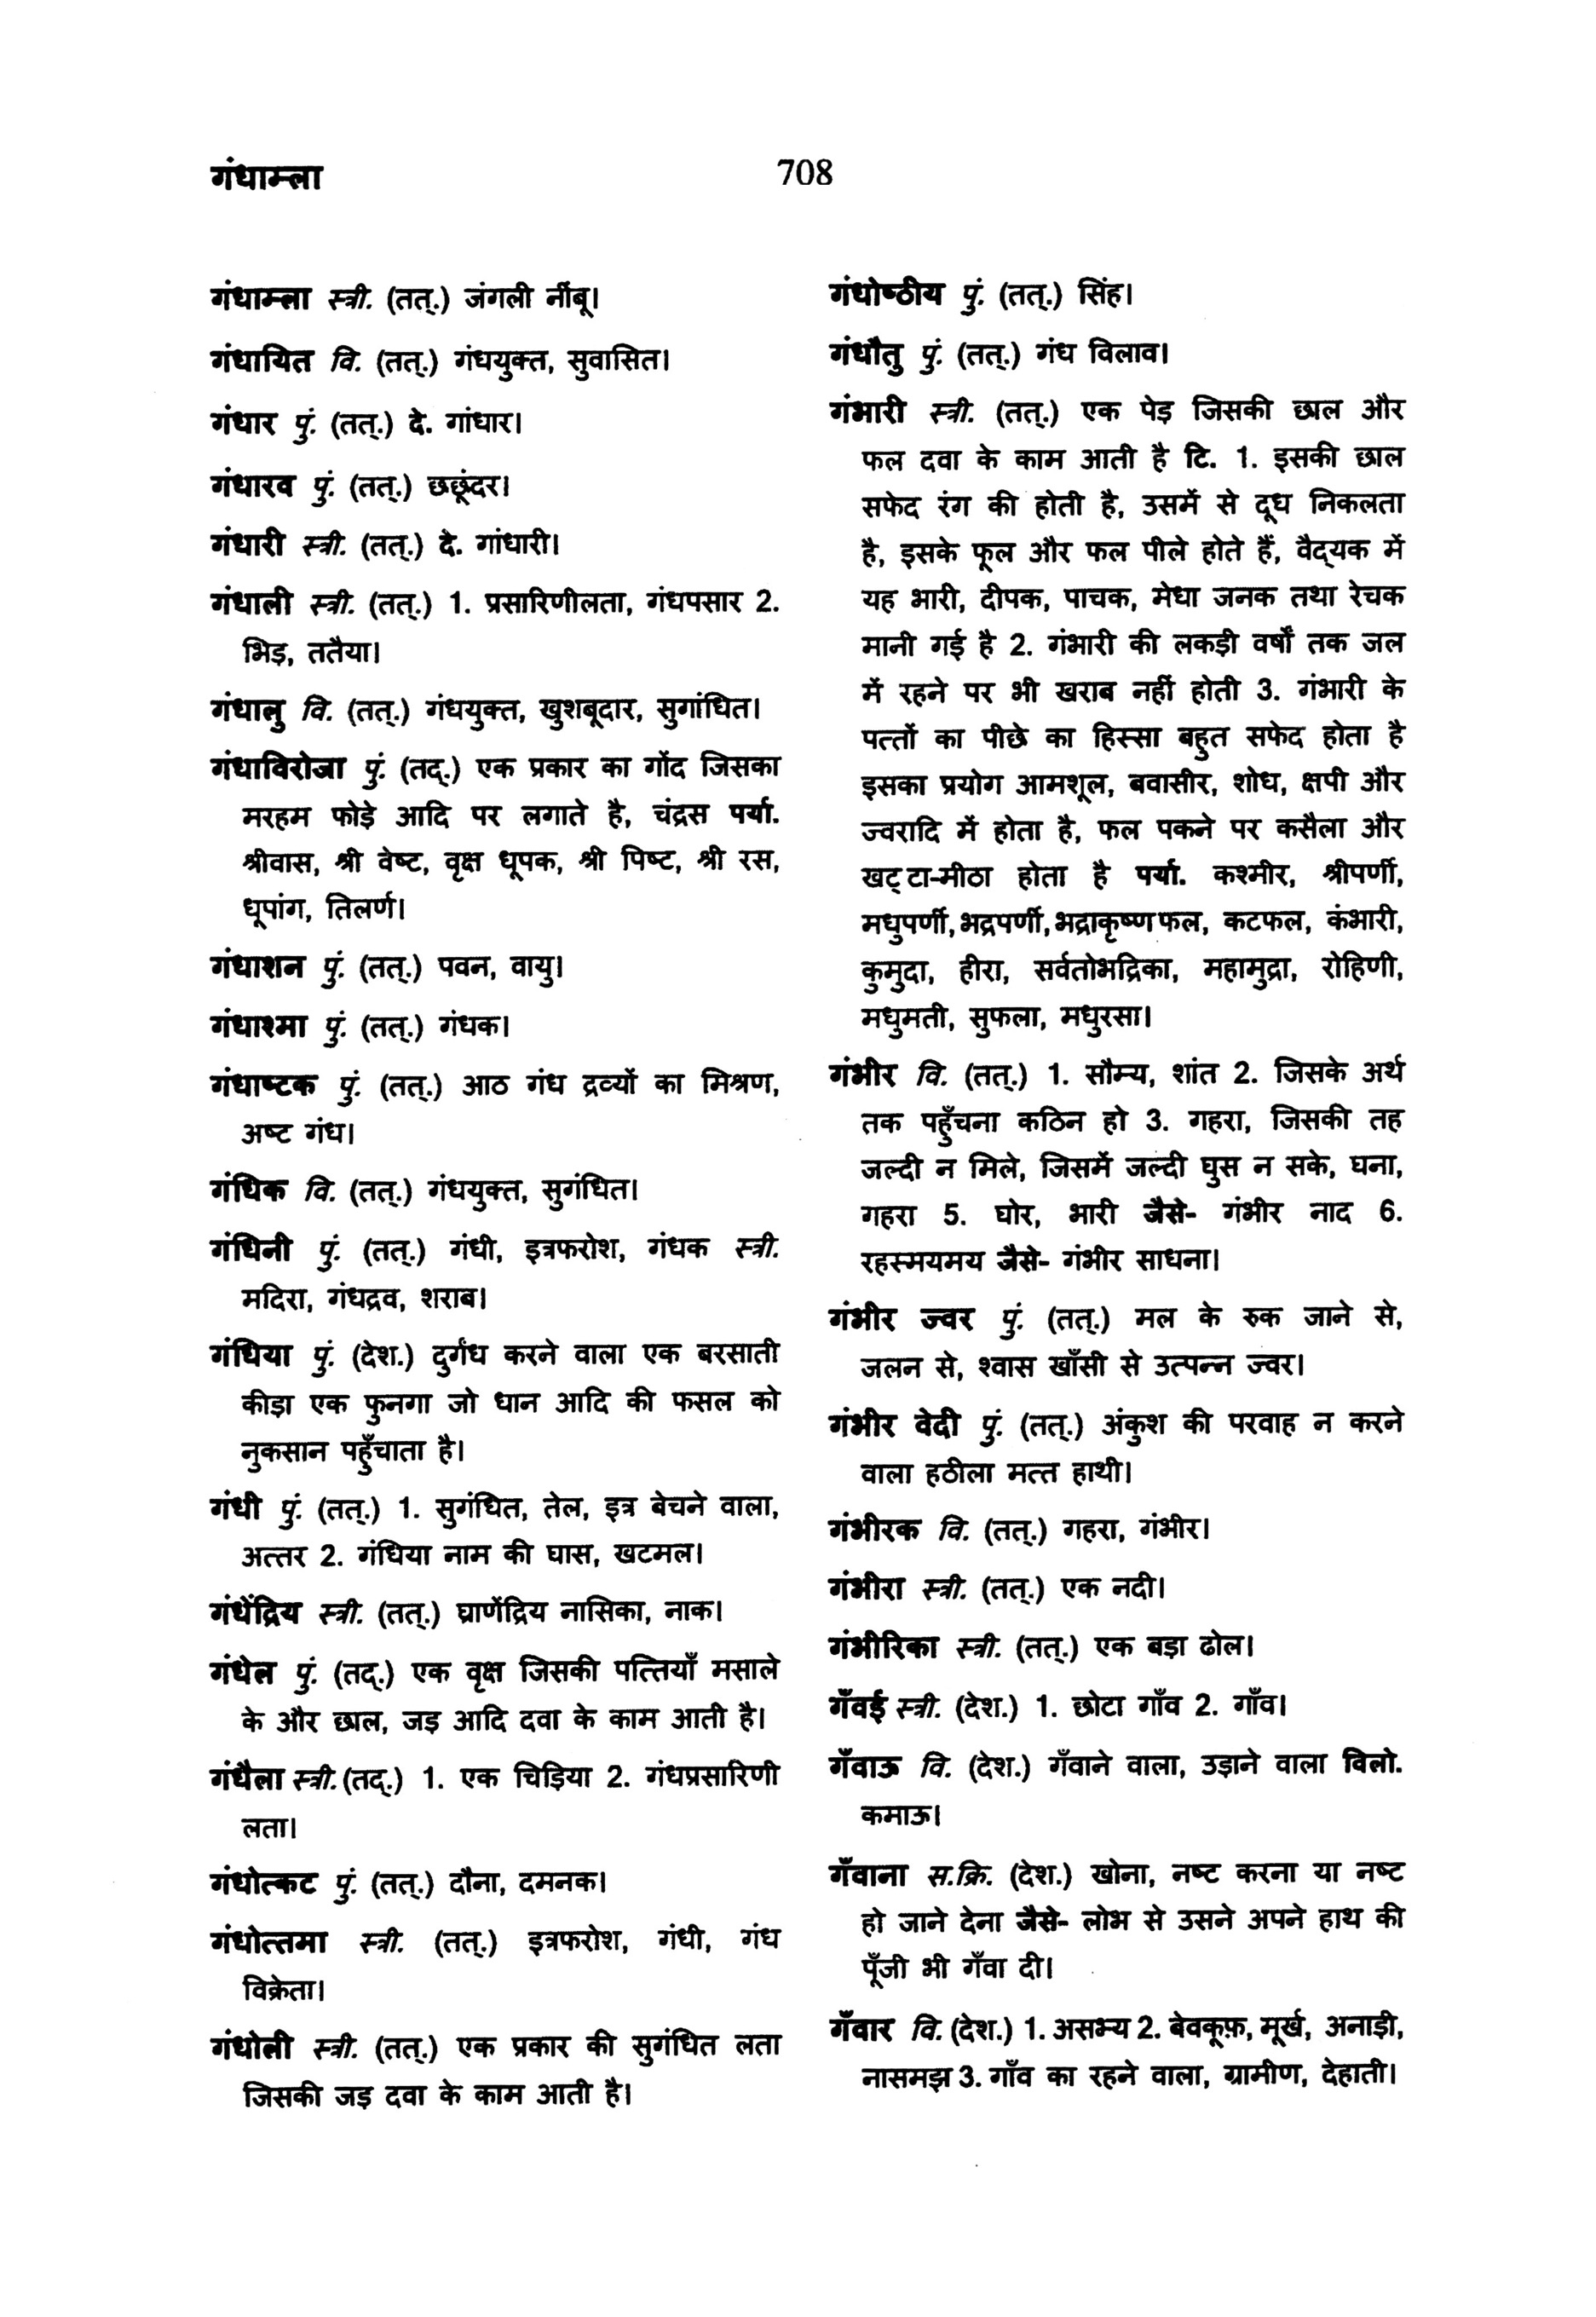 गंधाम्ला
708
गंधाम्ला स्त्री. (तत्.) जंगली नींबू।
गंधायित वि. (तत्.) गंधयुक्त, सुवासित।
गंधार पुं. (तत्.) दे. गांधार।
गंधारव पुं. (तत्.) छछूंदर।
गंधारी स्त्री. (तत्.) दे. गांधारी।
गंधाली स्त्री. (तत्.) 1. प्रसारिणीलता, गंधपसार 2.
भिड़, ततैया।
गंधालु वि. (तत्.) गंधयुक्त, खुशबूदार, सुगांधित।
गंधाविरोजा पुं. (तद्.) एक प्रकार का गोंद जिसका
मरहम फोड़े आदि पर लगाते है, चंद्रस पर्या.
श्रीवास, श्री वेष्ट, वृक्ष धूपक, श्री पिष्ट, श्री रस,
धूपांग, तिलर्ण।
गंधाशन पुं. (तत्.) पवन, वायु।
गंधाश्मा पुं. (तत्.) गंधक।
गंधाष्टक पुं. (तत्.) आठ गंध द्रव्यों का मिश्रण,
अष्ट गंध।
गंधिक वि. (तत्.) गंधयुक्त, सुगंधित।
गंधिनी पुं. (तत्.) गंधी, इत्रफरोश, गंधक स्त्री.
मदिरा, गंधद्रव, शराब।
गंधिया पुं. (देश.) दुर्गंध करने वाला एक बरसाती
कीड़ा एक फुनगा जो धान आदि की फसल को
नुकसान पहुँचाता है।
गंधी पुं. (तत्.) 1. सुगंधित, तेल, इत्र बेचने वाला,
अत्तर 2. गंधिया नाम की घास, खटमल।
गंधेंद्रिय स्त्री. (तत्.) घ्राणेंद्रिय नासिका, नाक।
गंधेल पुं. (तद्.) एक वृक्ष जिसकी पत्तियाँ मसाले
के और छाल, जड़ आदि दवा के काम आती है।
गंधैला स्त्री. (तद्.) 1. एक चिड़िया 2. गंधप्रसारिणी
लता।
गंधोत्कट पुं. (तत्.) दौना, दमनक।
गंधोत्तमा स्त्री. (तत्.) इत्रफरोश, गंधी, गंध
विक्रेता।
गंधोली स्त्री. (तत्.) एक प्रकार की सुगंधित लता
जिसकी जड़ दवा के काम आती है।
गंधोष्ठीय पुं. (तत्.) सिंह।
गंधौतु पुं. (तत्.) गंध विलाव।
गंभारी स्त्री. (तत्.) एक पेड़ जिसकी छाल और
फल दवा के काम आती है टि. 1. इसकी छाल
सफेद रंग की होती है, उसमें से दूध निकलता
है, इसके फूल और फल पीले होते हैं, वैद्‌यक में
यह भारी, दीपक, पाचक, मेधा जनक तथा रेचक
मानी गई है 2. गंभारी की लकड़ी वर्षों तक जल
में रहने पर भी खराब नहीं होती 3. गंभारी के
पत्तों का पीछे का हिस्सा बहुत सफेद होता है
इसका प्रयोग आमशूल, बवासीर, शोध, क्षपी और
ज्वरादि में होता है, फल पकने पर कसैला और
खट्‌टा-मीठा होता है पर्या. कश्मीर, श्रीपर्णी,
मधुपर्णी, भद्रपर्णी, भद्राकृष्णफल, कटफल, कंभारी,
कुमुदा, हीरा, सर्वतोभद्रिका, महामुद्रा, रोहिणी,
मधुमती, सुफला, मधुरसा।
गंभीर वि. (तत्.) 1. सौम्य, शांत 2. जिसके अर्थ
तक पहुँचना कठिन हो 3. गहरा, जिसकी तह
जल्दी न मिले, जिसमें जल्दी घुस न सके, घना,
गहरा 5. घोर, भारी जैसे- गंभीर नाद 6.
रहस्मयमय जैसे- गंभीर साधना।
गंभीर ज्वर पुं. (तत्.) मल के रुक जाने से,
जलन से, श्वास खाँसी से उत्पन्न ज्वर।
गंभीर वेदी पुं. (तत्.) अंकुश की परवाह न करने
वाला हठीला मत्त हाथी।
गंभीरक वि. (तत्.) गहरा, गंभीर।
गंभीरा स्त्री. (तत्.) एक नदी।
गंभीरिका स्त्री. (तत्.) एक बड़ा ढोल।
गँवई स्त्री. (देश.) 1. छोटा गाँव 2. गाँव।
गँवाऊ वि. (देश.) गँवाने वाला, उड़ाने वाला विलो.
कमाऊ।
गँवाना स.क्रि. (देश.) खोना, नष्ट करना या नष्ट
हो जाने देना जैसे- लोभ से उसने अपने हाथ की
पूँजी भी गँवा दी।
गँवार वि. (देश.) 1. असभ्य 2. बेवकूफ़, मूर्ख, अनाड़ी,
नासमझ 3. गाँव का रहने वाला, ग्रामीण, देहाती।